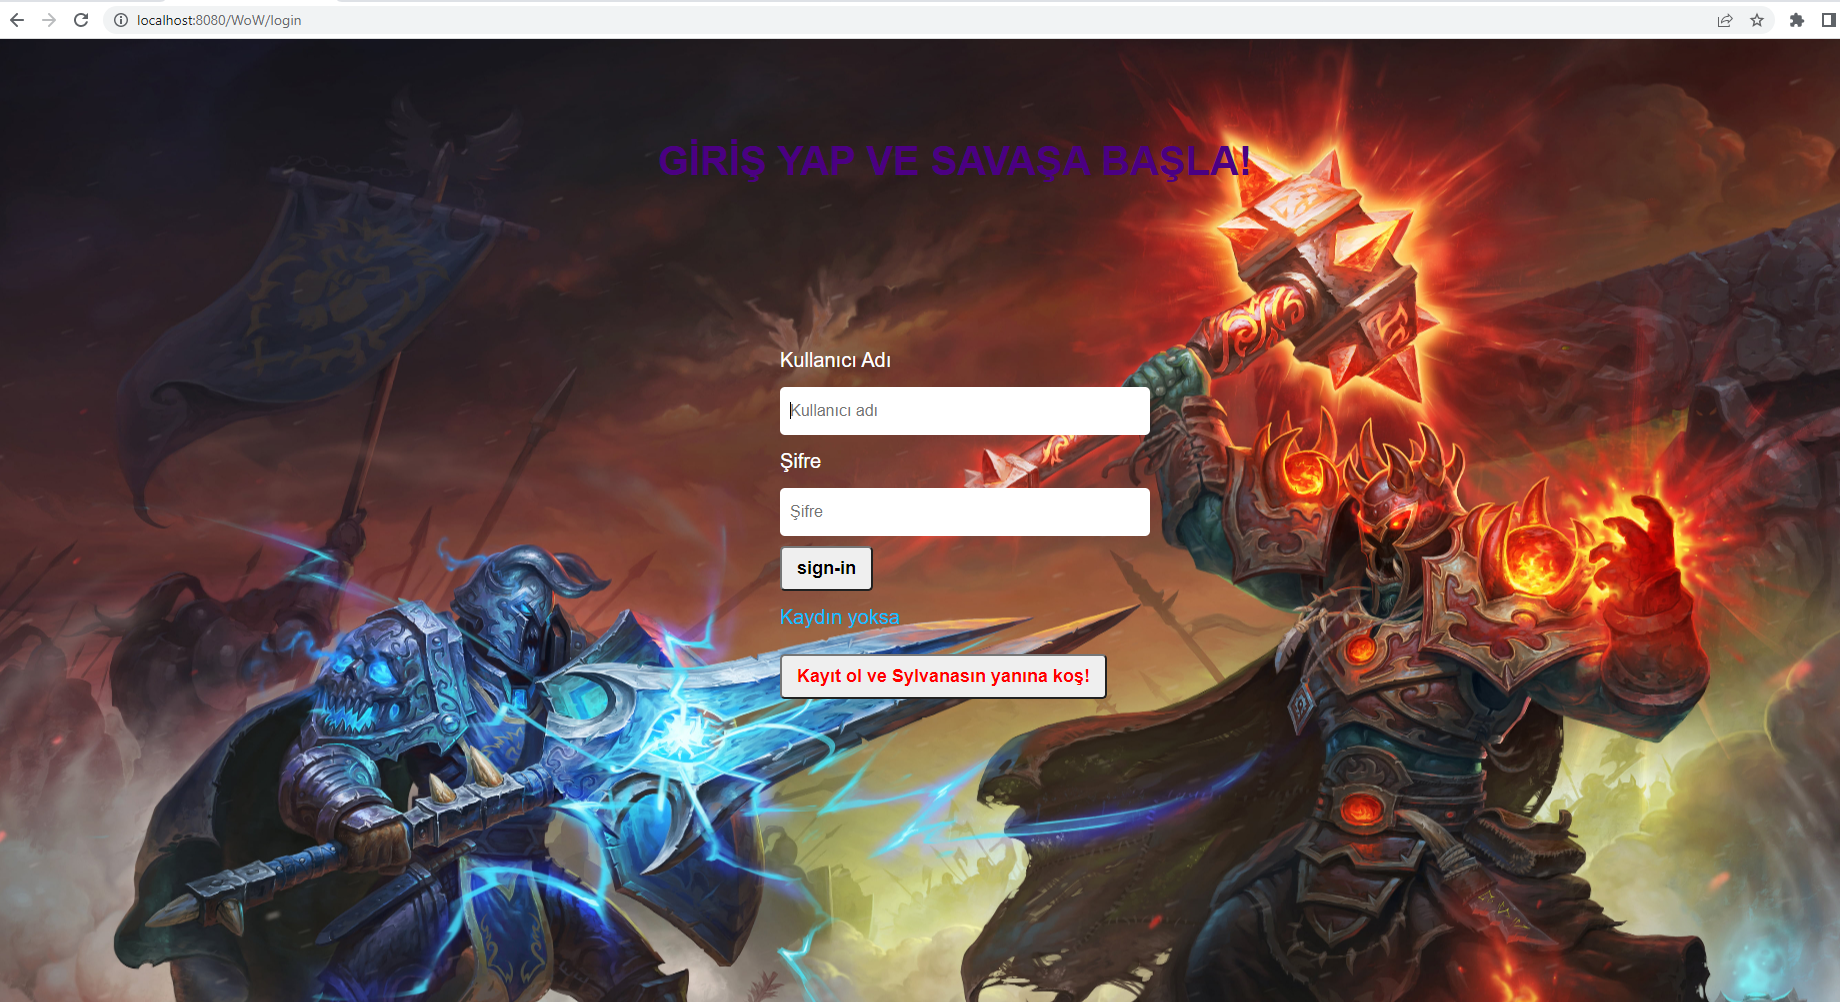 localhost:8080/WoW/login
GİRİŞ YAP VE SAVAŞA BAŞLA!
Kullanıcı Adı
Kullanıcı adı
Şifre
Şifre
sign-in
Kaydın yoksa
Kayıt ol ve Sylvanasın yanına koş!